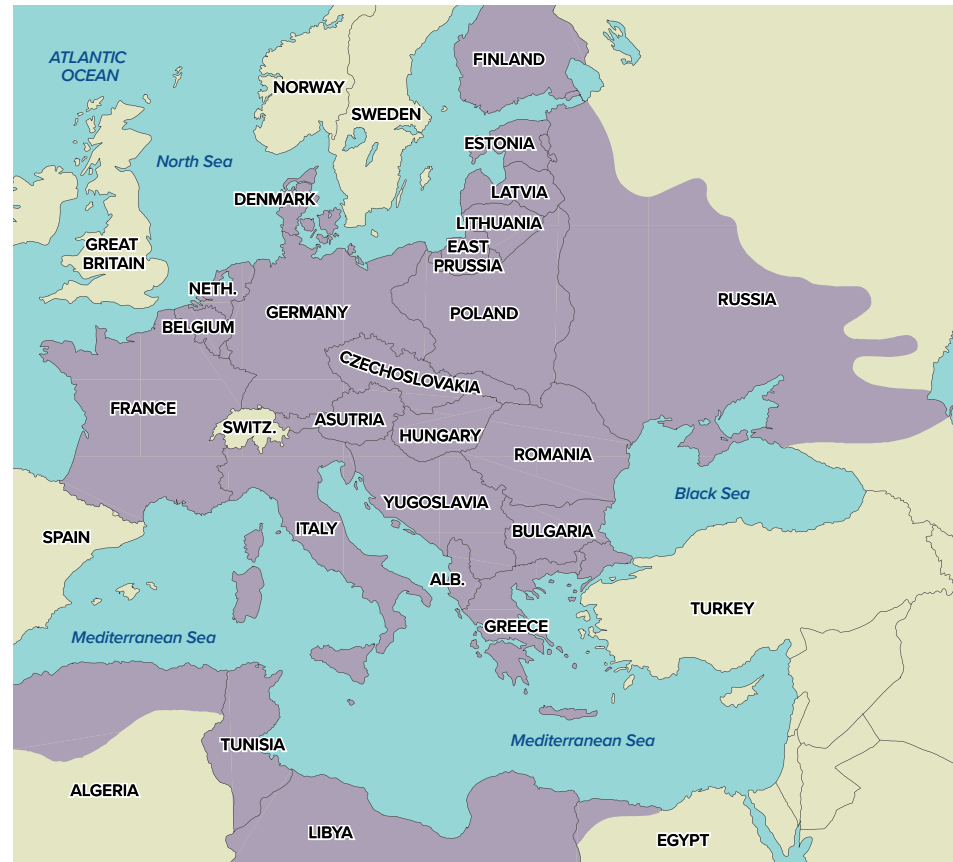 ATLANTIC
OCEAN
NORWAY
SWEDEN
FINLAND
North Sea
ESTONIA
DENMARK
LATVIA
LITHUANIA
GREAT
BRITAIN
EAST
PRUSSIA
NETH.
RUSSIA
GERMANY
POLAND
BELGIUM
CZECHOSLOVAKIA
FRANCE
ASUTRIA
SWITZ.
HUNGARY
ROMANIA
Black Sea
YUGOSLAVIA
ITALY
BULGARIA
SPAIN
ALB.
TURKEY
GREECE
Mediterranean Sea
TUNISIA
Mediterranean Sea
ALGERIA
LIBYA
EGYPT